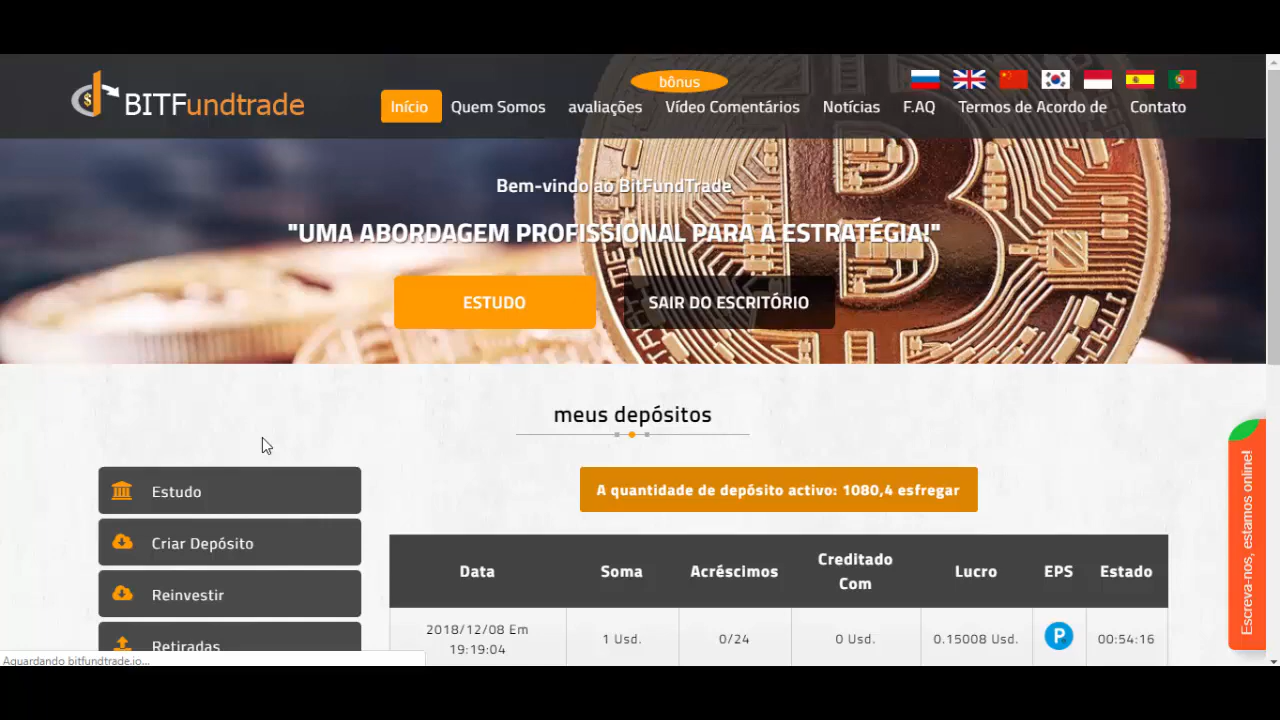 bônus
BITFundtrade
Início Quem Somos avaliações Vídeo Comentários Notícias F.AQ Termos de Acordo de Contato
Bem-vindo ao BitFundTrade
"UMA ABORDAGEM PROFISSIONAL PARA A ESTRATÉGIA!"
ESTUDO SAIR DO ESCRITÓRIO
meus depósitos
Estudo
Criar Depósito
Reinvestir
Retiradas
A quantidade de depósito activo: 1080,4 esfregar
Data Soma Acréscimos Creditado Com Lucro EPS Estado
2018/12/08 Em 19:19:04 1 Usd. 0/24 0 Usd. 0.15008 Usd. P 00:54:16
Escreva-nos, estamos online!
Aguardando bitfundtrade.io...